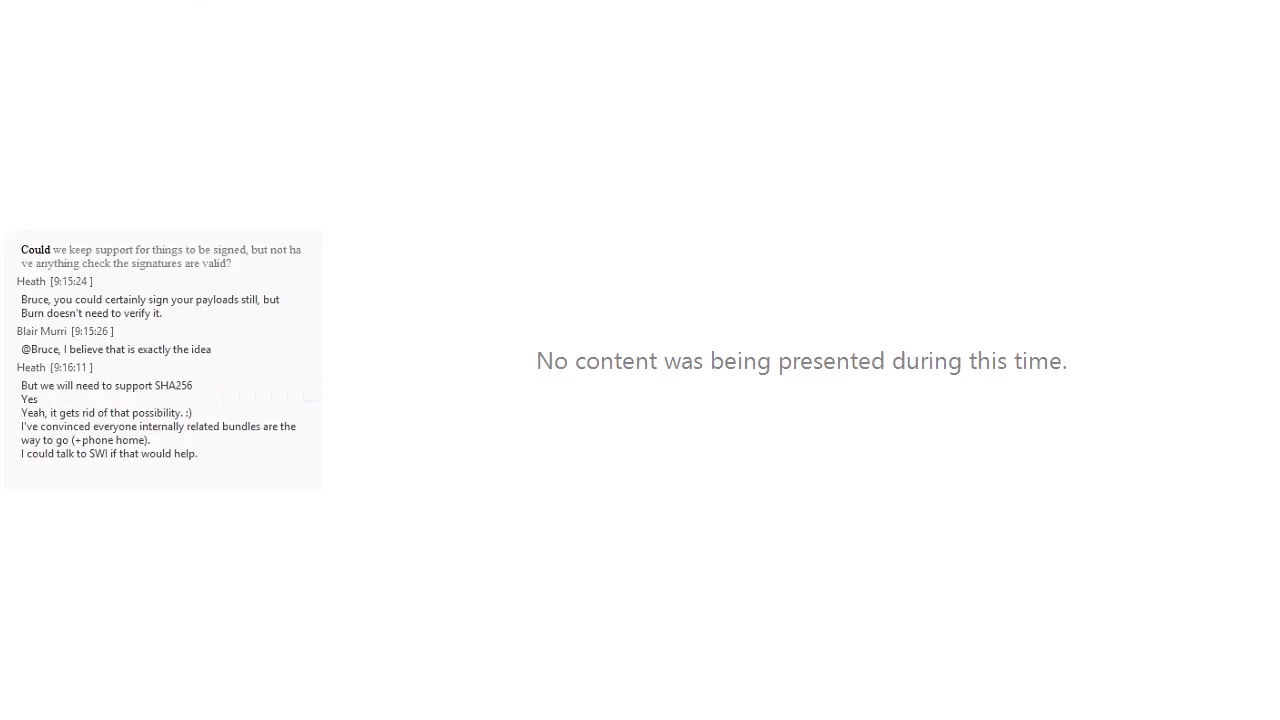 Could we keep support for things to be signed, but not ha
ve anything check the signatures are valid?
Heath [9:15:24 ]
Bruce, you could certainly sign your payloads still, but
Burn doesn't need to verify it.
Blair Murri [9:15:26 ]
@Bruce, I believe that is exactly the idea
Heath [9:16:11 ]
But we will need to support SHA256
Yes
Yeah, it gets rid of that possibility. :)
I've convinced everyone internally related bundles are the
way to go (+phone home).
I could talk to SWI if that would help.
No content was being presented during this time.